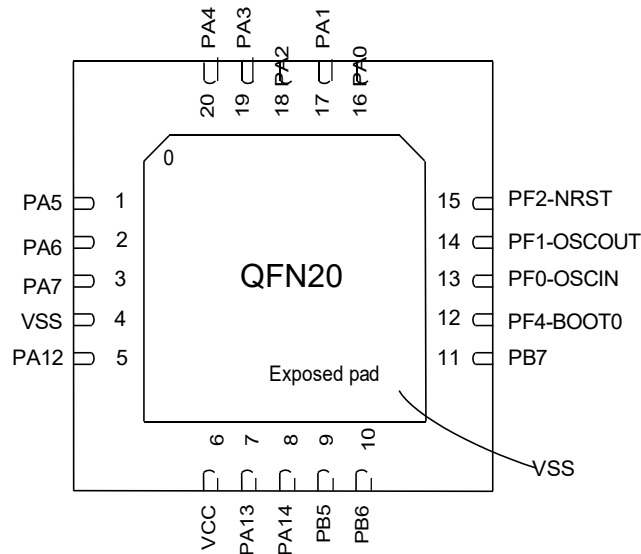 PA4
PA3
PA2
PA1
PA0
20
19
18
17
16
0
PA5 1
PA6 2
PA7 3
VSS 4
PA12 5
15 PF2-NRST
14 PF1-OSCOUT
13 PF0-OSCIN
12 PF4-BOOT0
11 PB7
QFN20
Exposed pad
VSS
6
7
8
9
10
VCC
PA13
PA14
PB5
PB6